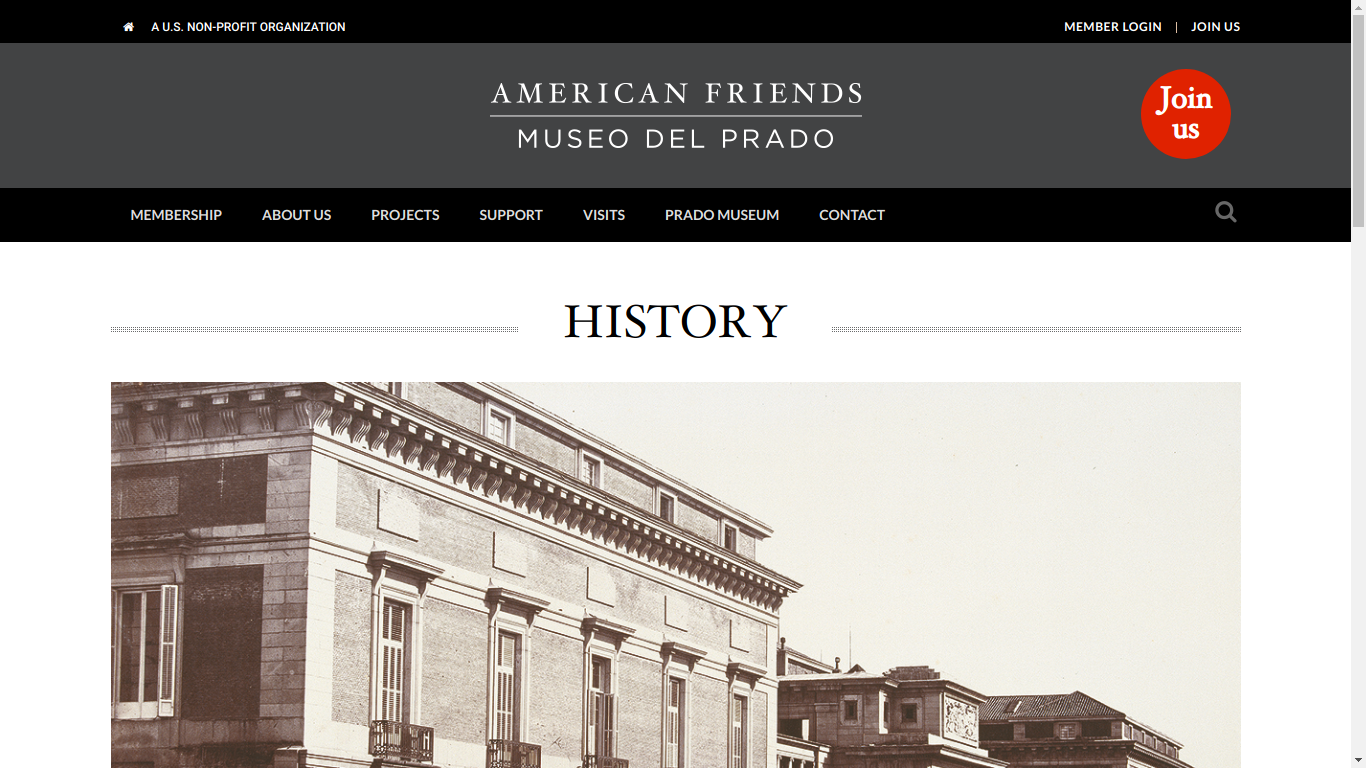 A U.S. NON-PROFIT ORGANIZATION
MEMBER LOGIN | JOIN US
AMERICAN FRIENDS
MUSEO DEL PRADO
Join
us
MEMBERSHIP ABOUT US PROJECTS SUPPORT VISITS PRADO MUSEUM CONTACT
HISTORY